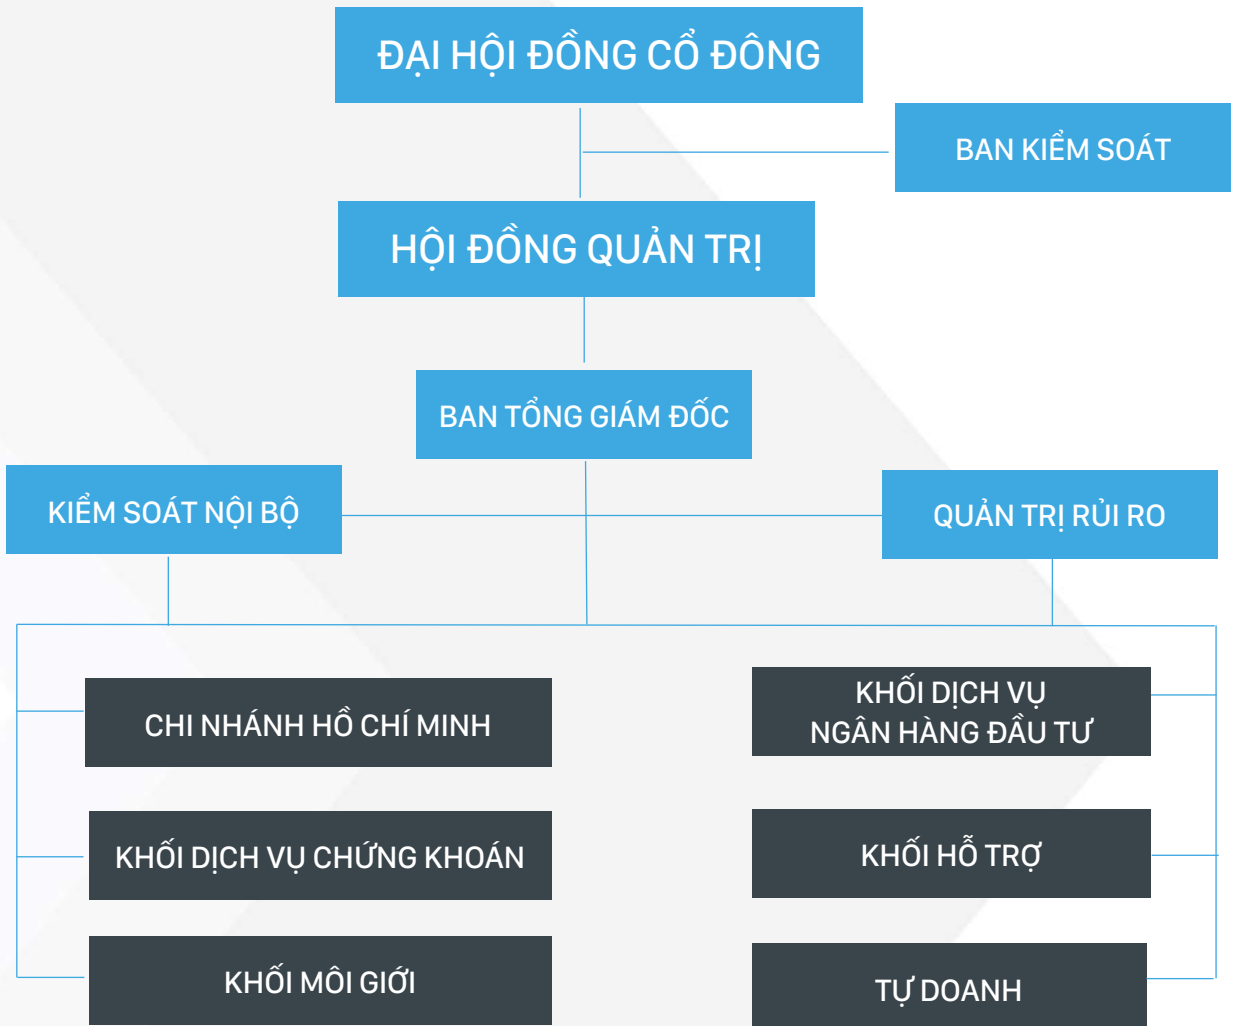 ĐẠI HỘI ĐỒNG CỔ ĐÔNG
BAN KIỂM SOÁT
HỘI ĐỒNG QUẢN TRỊ
BAN TỔNG GIÁM ĐỐC
KIỂM SOÁT NỘI BỘ
QUẢN TRỊ RỦI RO
CHI NHÁNH HỒ CHÍ MINH
KHỐI DỊCH VỤ
NGÂN HÀNG ĐẦU TƯ
KHỐI DỊCH VỤ CHỨNG KHOÁN
KHỐI HỖ TRỢ
KHỐI MÔI GIỚI
TỰ DOANH